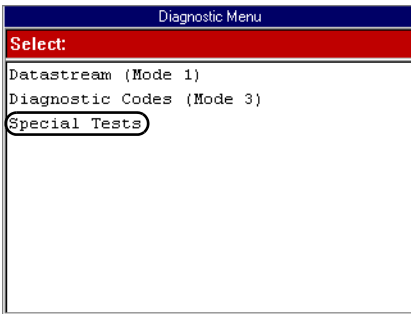 Diagnostic Menu
Select:
Datastream (Mode 1)
Diagnostic Codes (Mode 3)
Special Tests